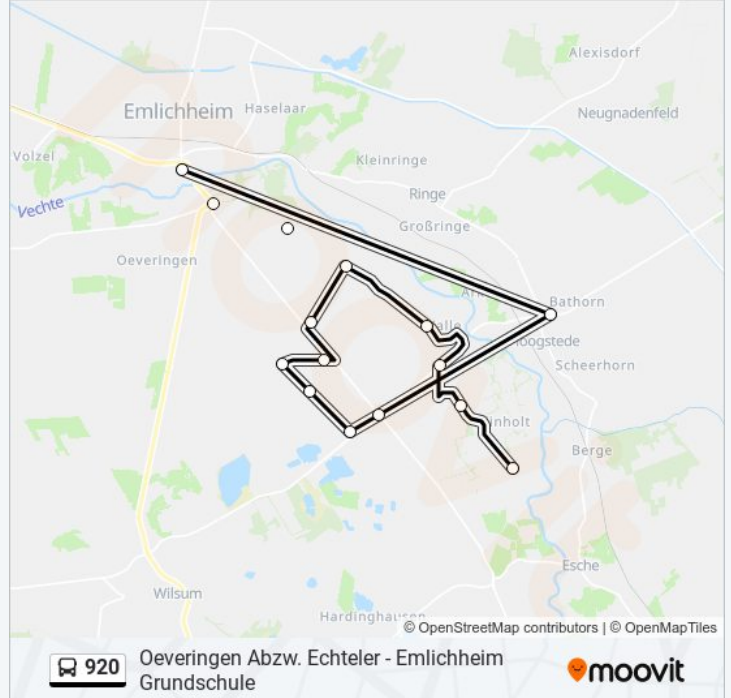 Alexisdorf
Emlichheim
Haselaar
Neugnadenfeld
Volzel
Kleinringe
Ringe
Vechte
Großringe
Oeveringen
Bathorn
Scheerhorn
Berge
Esche
Wilsum
Hardinghausen
© OpenStreetMap contributors | © OpenMapTiles
920
Oeveringen Abzw. Echteler - Emlichheim
Grundschule
moovit